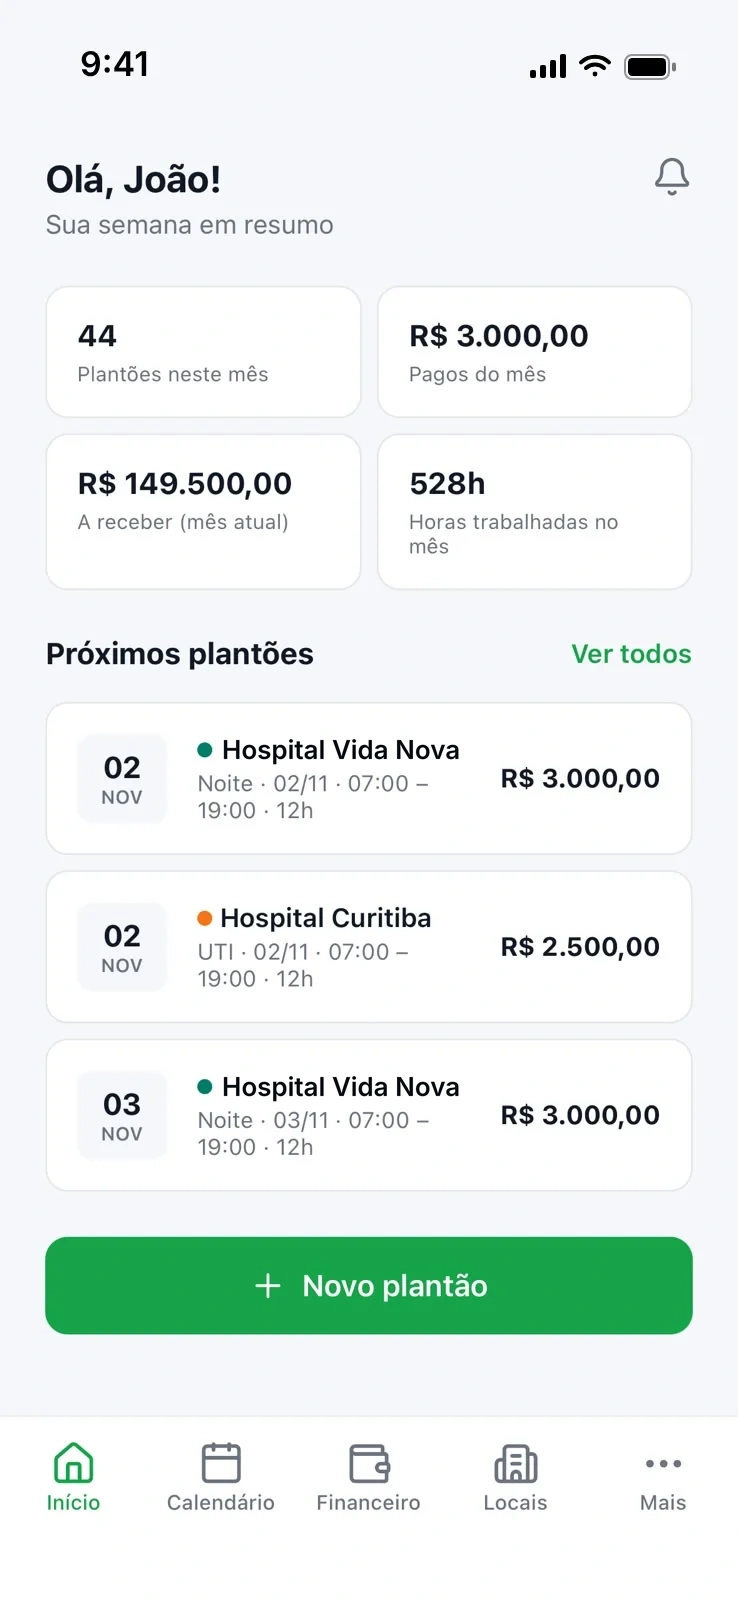 9:41
Olá, João!
Sua semana em resumo
44
Plantões neste mês
R$ 3.000,00
Pagos do mês
R$ 149.500,00
A receber (mês atual)
528h
Horas trabalhadas no
mês
Próximos plantões
Ver todos
02
NOV
Hospital Vida Nova
Noite · 02/11 · 07:00 –
19:00 · 12h
R$ 3.000,00
02
NOV
Hospital Curitiba
UTI · 02/11 · 07:00 –
19:00 · 12h
R$ 2.500,00
03
NOV
Hospital Vida Nova
Noite · 03/11 · 07:00 –
19:00 · 12h
R$ 3.000,00
+ Novo plantão
Início
Calendário
Financeiro
Locais
Mais